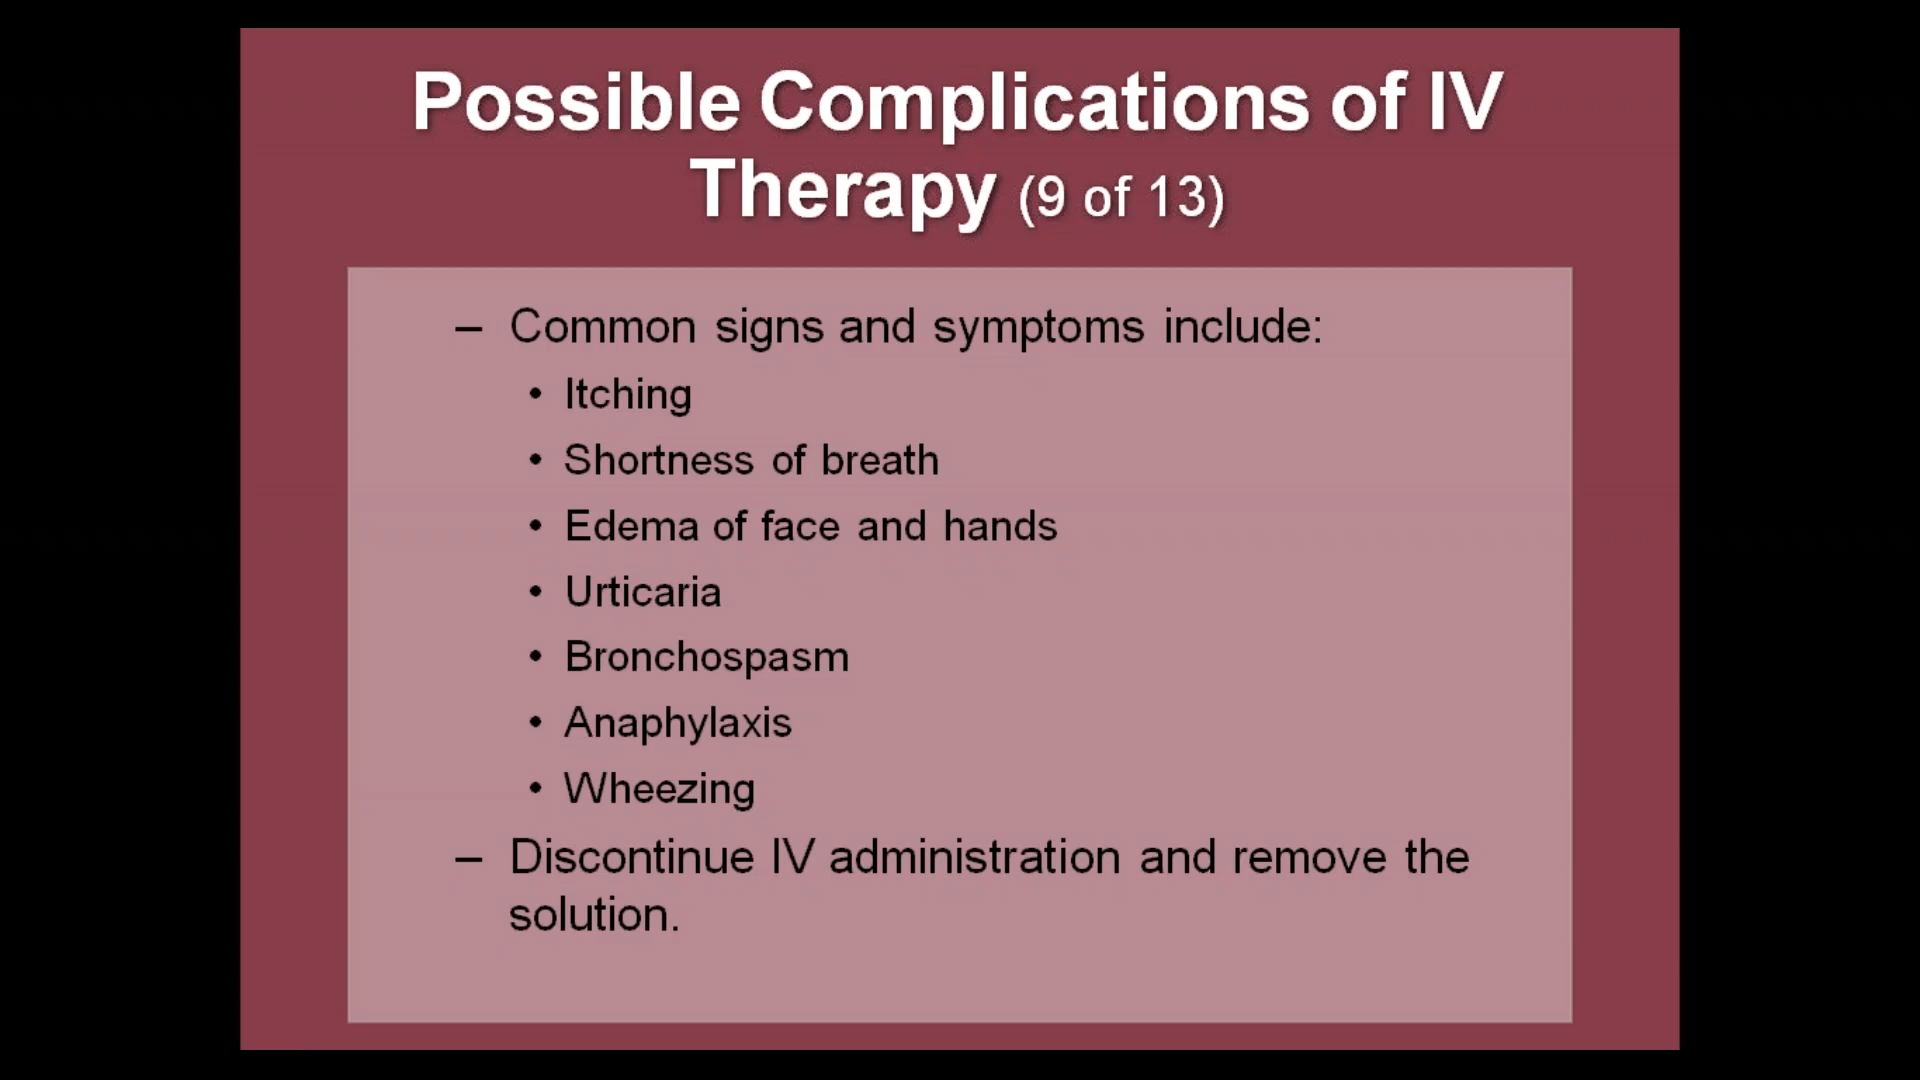 Possible Complications of IV
Therapy (9 of 13)
– Common signs and symptoms include:
• Itching
• Shortness of breath
• Edema of face and hands
• Urticaria
• Bronchospasm
• Anaphylaxis
• Wheezing
– Discontinue IV administration and remove the
solution.